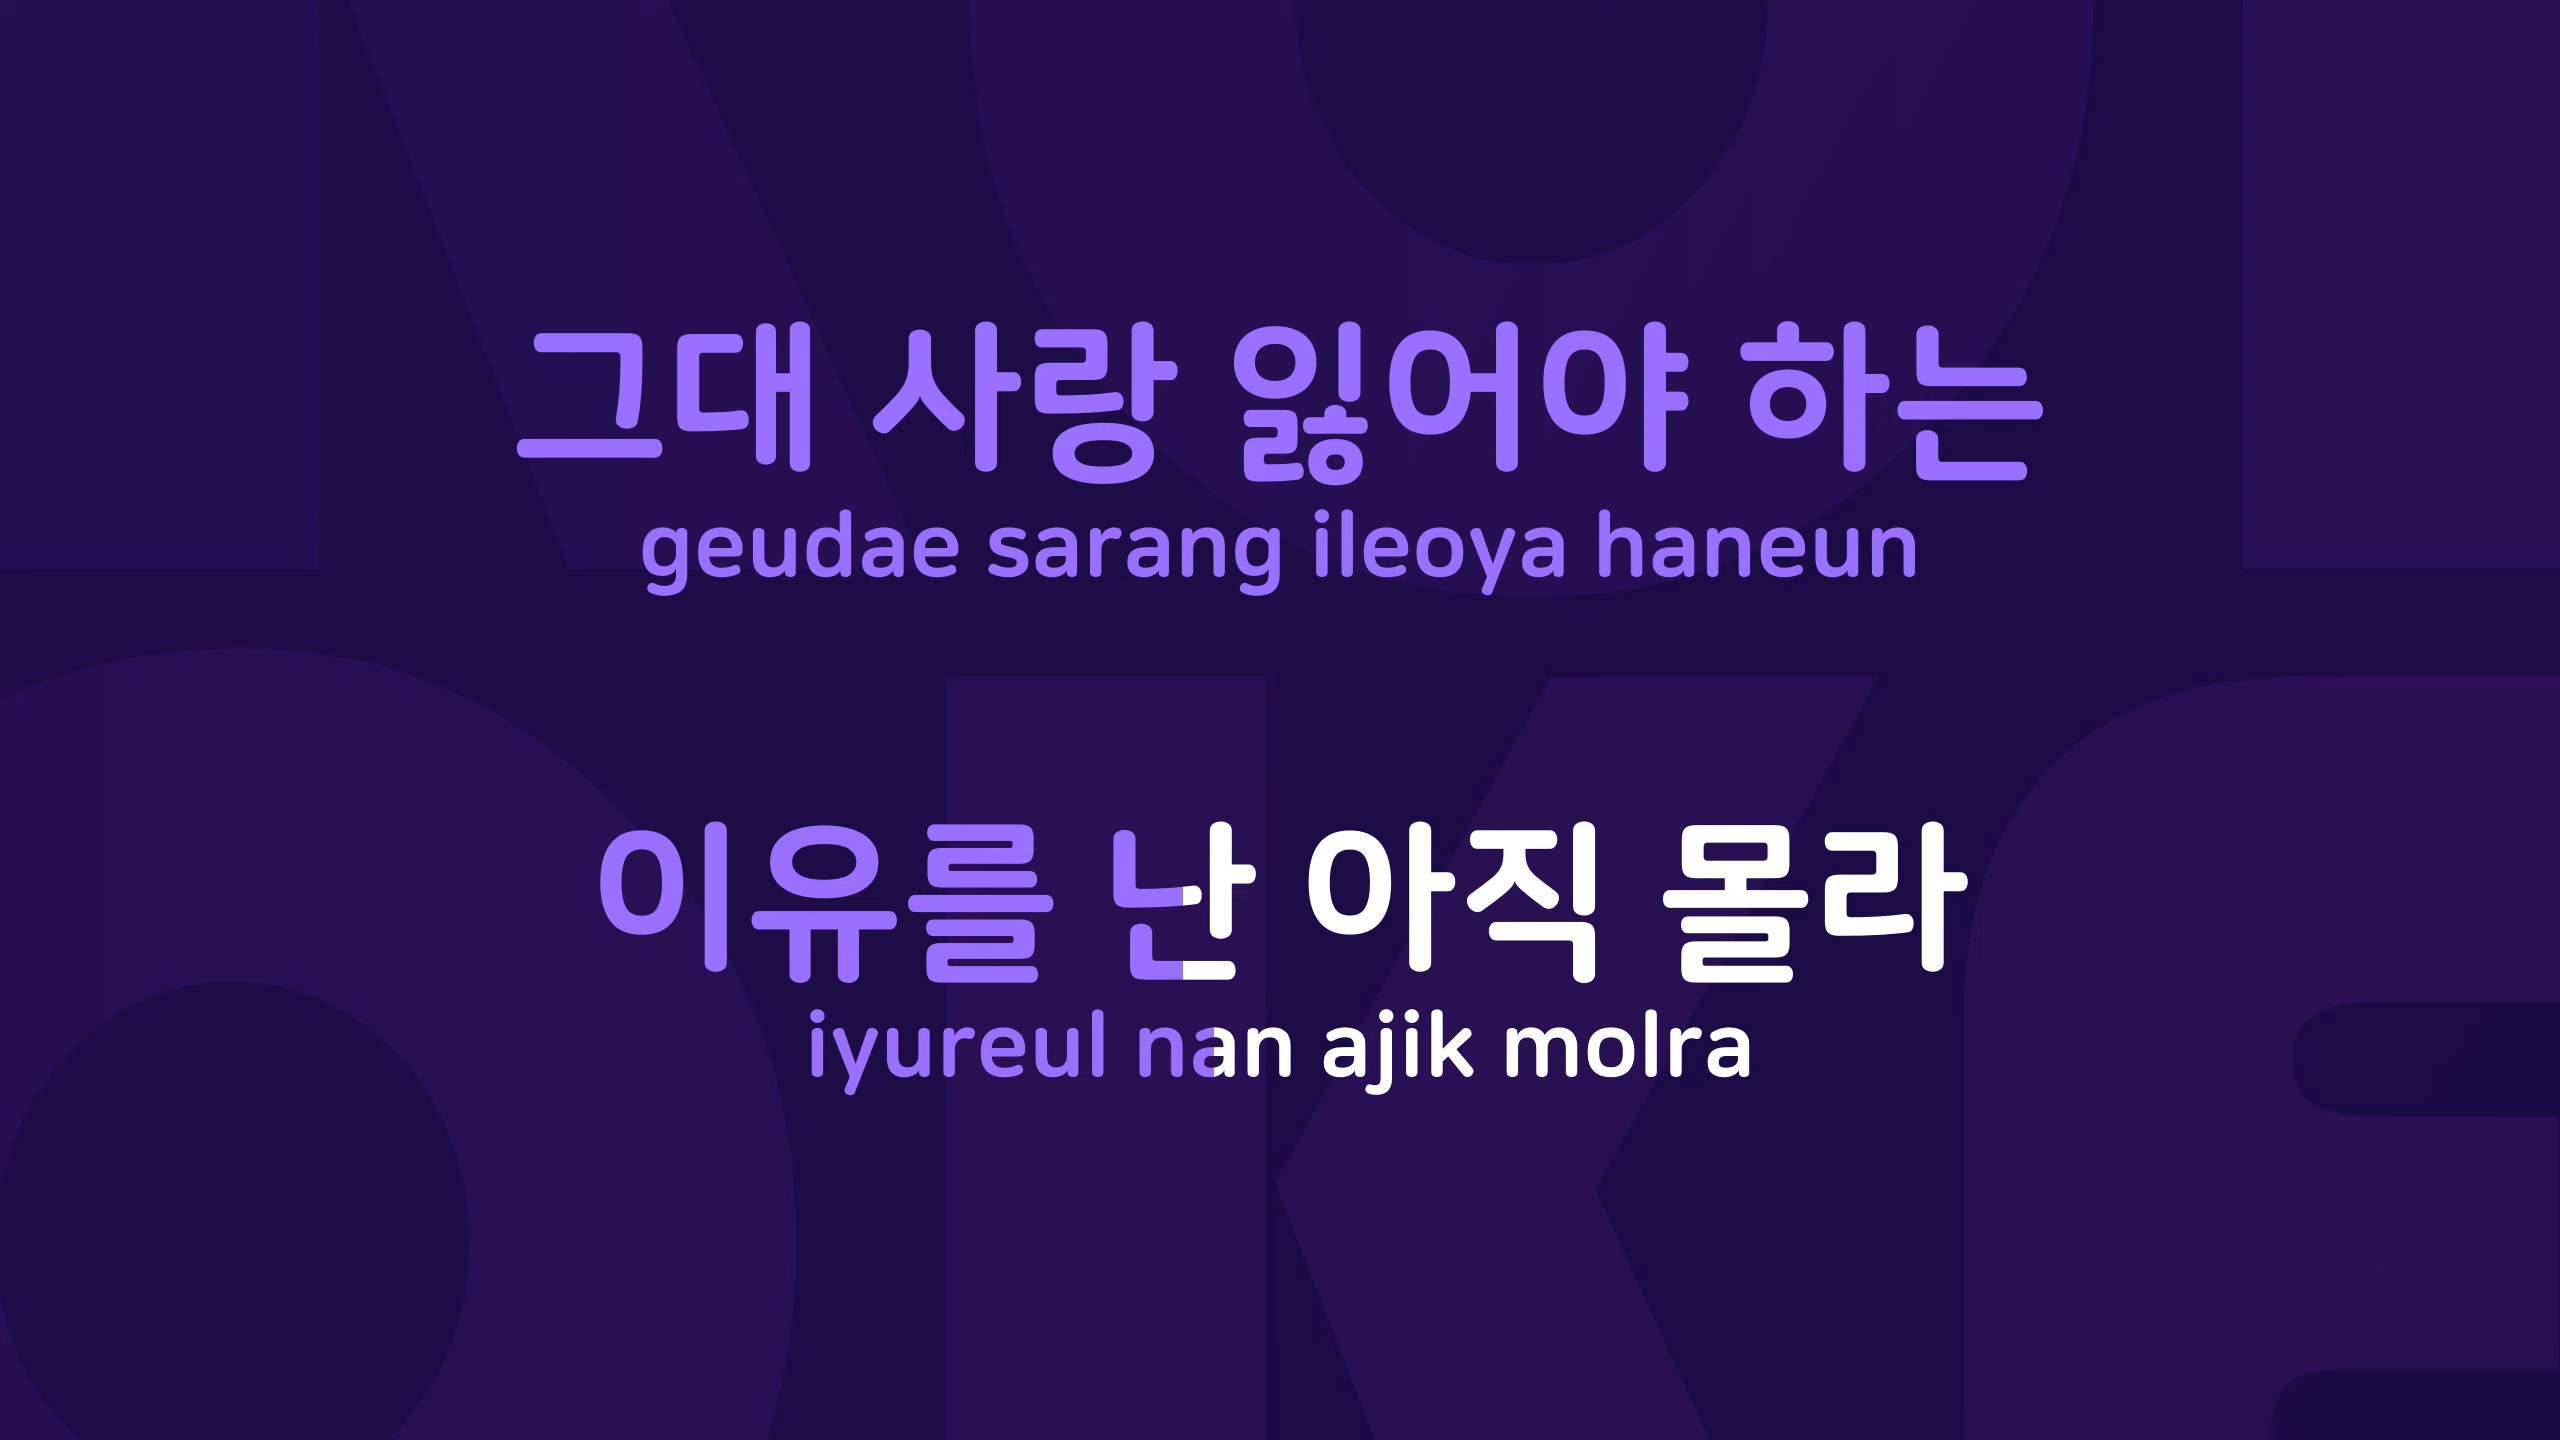 그대 사랑 잃어야 하는
geudae sarang ileoya haneun
이유를 난 아직 몰라
iyureul nan ajik molra